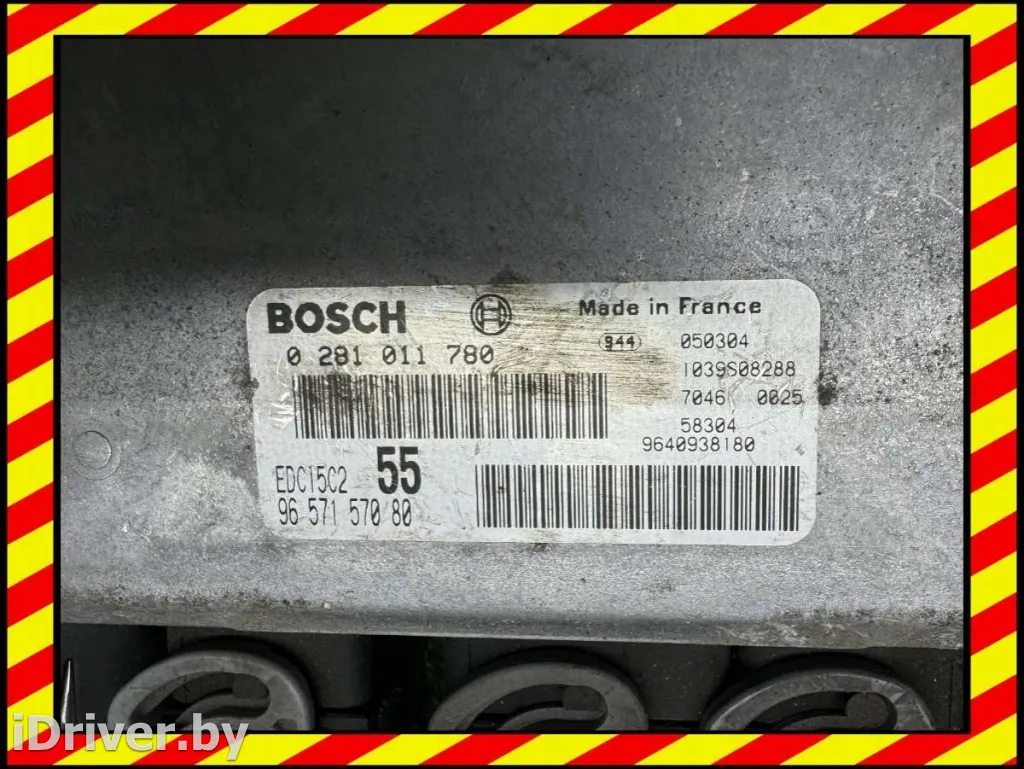 BOSCH
Made in France
0 281 011 780
944
050304
1039S08288
7046 0025
58304
9640938180
EDC15C2 55
96 571 570 80
iDriver.by